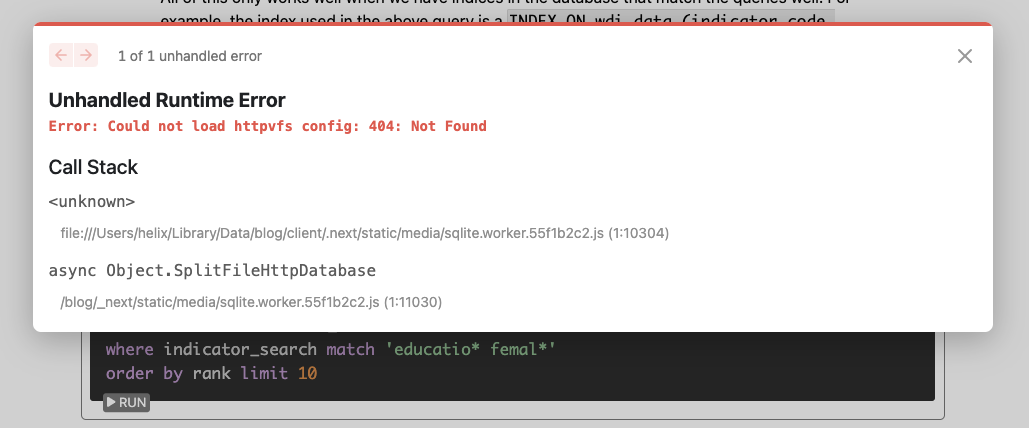 All of this only works well when we have indices in the database that match the queries well. For
example, the index used in the above query is a INDEX ON wdi_data (indicator_code,
1 of 1 unhandled error
Unhandled Runtime Error
Error: Could not load httpvfs config: 404: Not Found
Call Stack
<unknown>
file:///Users/helix/Library/Data/blog/client/.next/static/media/sqlite.worker.55f1b2c2.js (1:10304)
async Object.SplitFileHttpDatabase
/blog/_next/static/media/sqlite.worker.55f1b2c2.js (1:11030)
where indicator_search match 'educatio* femal*'
order by rank limit 10
RUN